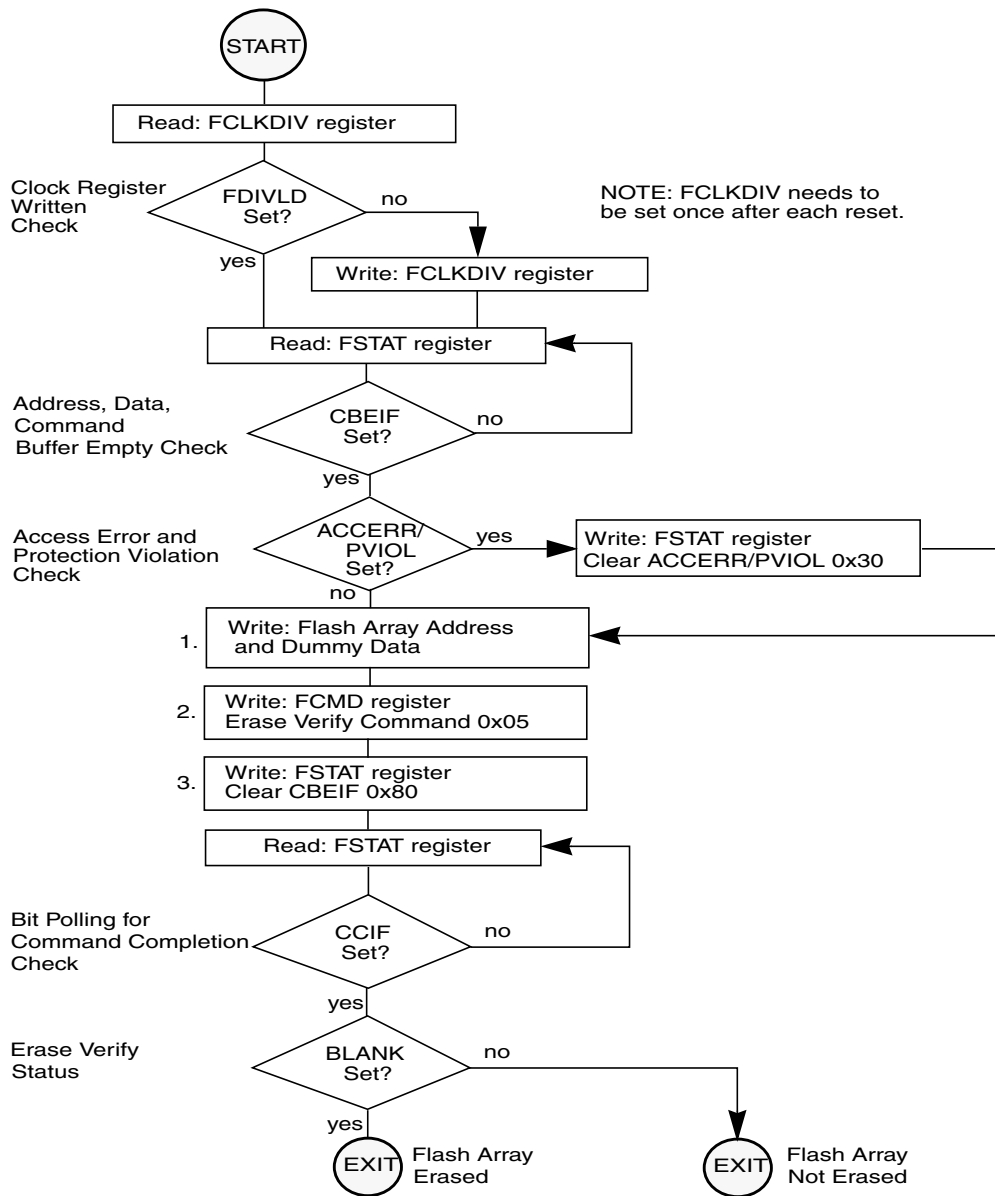 START
Read: FCLKDIV register
Clock Register
Written
Check
FDIVLD
Set?
no
yes
NOTE: FCLKDIV needs to
be set once after each reset.
Write: FCLKDIV register
Read: FSTAT register
Address, Data,
Command
Buffer Empty Check
CBEIF
Set?
no
yes
Access Error and
Protection Violation
Check
ACCERR/
PVIOL
Set?
yes
no
Write: FSTAT register
Clear ACCERR/PVIOL 0x30
1.
Write: Flash Array Address
and Dummy Data
2.
Write: FCMD register
Erase Verify Command 0x05
3.
Write: FSTAT register
Clear CBEIF 0x80
Read: FSTAT register
Bit Polling for
Command Completion
Check
CCIF
Set?
no
yes
Erase Verify
Status
BLANK
Set?
no
yes
EXIT
Flash Array
Erased
EXIT
Flash Array
Not Erased